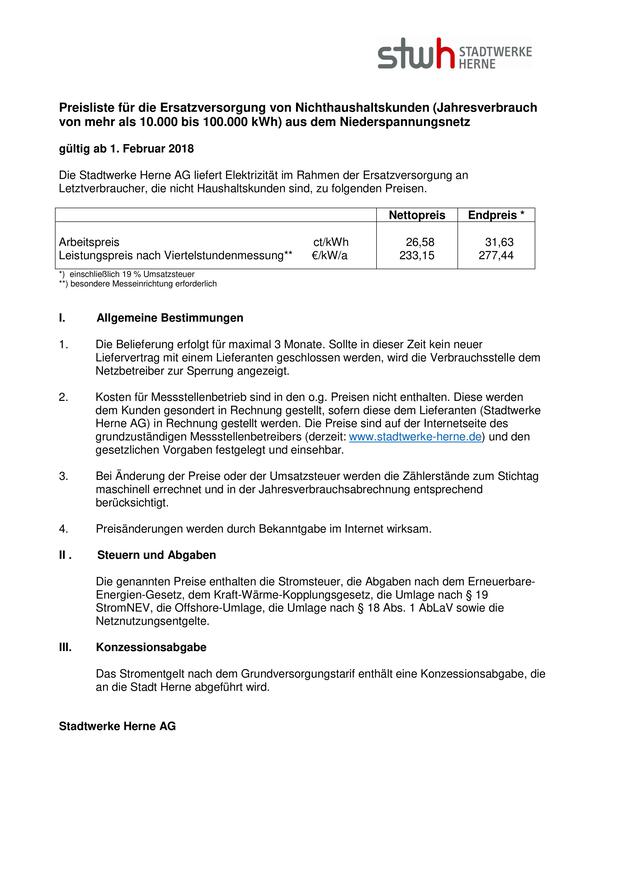 stwh STADTWERKE
HERNE
Preisliste für die Ersatzversorgung von Nichthaushaltskunden (Jahresverbrauch
von mehr als 10.000 bis 100.000 kWh) aus dem Niederspannungsnetz
gültig ab 1. Februar 2018
Die Stadtwerke Herne AG liefert Elektrizität im Rahmen der Ersatzversorgung an
Letztverbraucher, die nicht Haushaltskunden sind, zu folgenden Preisen.
Nettopreis Endpreis *
Arbeitspreis ct/kWh 26,58 31,63
Leistungspreis nach Viertelstundenmessung** €/kW/a 233,15 277,44
*) einschließlich 19 % Umsatzsteuer
**) besondere Messeinrichtung erforderlich
I. Allgemeine Bestimmungen
1. Die Belieferung erfolgt für maximal 3 Monate. Sollte in dieser Zeit kein neuer
Liefervertrag mit einem Lieferanten geschlossen werden, wird die Verbrauchsstelle dem
Netzbetreiber zur Sperrung angezeigt.
2. Kosten für Messstellenbetrieb sind in den o.g. Preisen nicht enthalten. Diese werden
dem Kunden gesondert in Rechnung gestellt, sofern diese dem Lieferanten (Stadtwerke
Herne AG) in Rechnung gestellt werden. Die Preise sind auf der Internetseite des
grundzuständigen Messstellenbetreibers (derzeit: www.stadtwerke-herne.de) und den
gesetzlichen Vorgaben festgelegt und einsehbar.
3. Bei Änderung der Preise oder der Umsatzsteuer werden die Zählerstände zum Stichtag
maschinell errechnet und in der Jahresverbrauchsabrechnung entsprechend
berücksichtigt.
4. Preisänderungen werden durch Bekanntgabe im Internet wirksam.
II . Steuern und Abgaben
Die genannten Preise enthalten die Stromsteuer, die Abgaben nach dem Erneuerbare-
Energien-Gesetz, dem Kraft-Wärme-Kopplungsgesetz, die Umlage nach § 19
StromNEV, die Offshore-Umlage, die Umlage nach § 18 Abs. 1 AbLaV sowie die
Netznutzungsentgelte.
III. Konzessionsabgabe
Das Stromentgelt nach dem Grundversorgungstarif enthält eine Konzessionsabgabe, die
an die Stadt Herne abgeführt wird.
Stadtwerke Herne AG